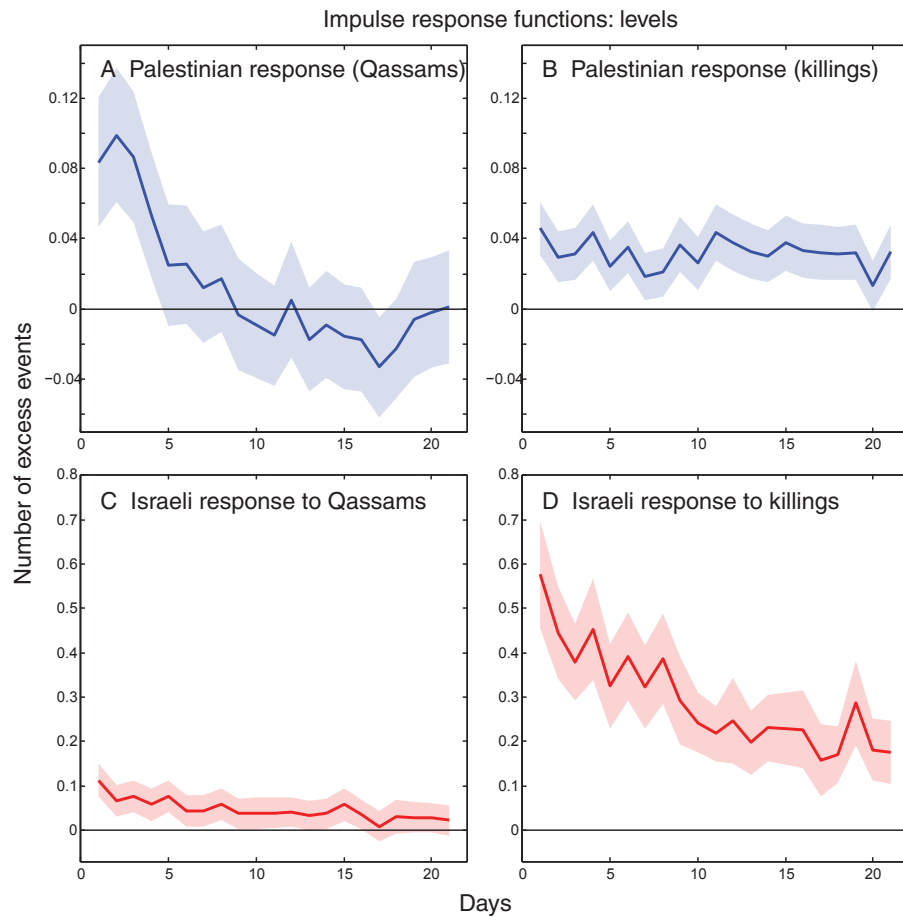 Impulse response functions: levels
A Palestinian response (Qassams)
B Palestinian response (killings)
0.12
0.08
0.04
0
−0.04
0 5 10 15 20
0.12
0.08
0.04
0
−0.04
0 5 10 15 20
C Israeli response to Qassams
D Israeli response to killings
0.8
0.7
0.6
0.5
0.4
0.3
0.2
0.1
0
0 5 10 15 20
0.8
0.7
0.6
0.5
0.4
0.3
0.2
0.1
0
0 5 10 15 20
Number of excess events
Days